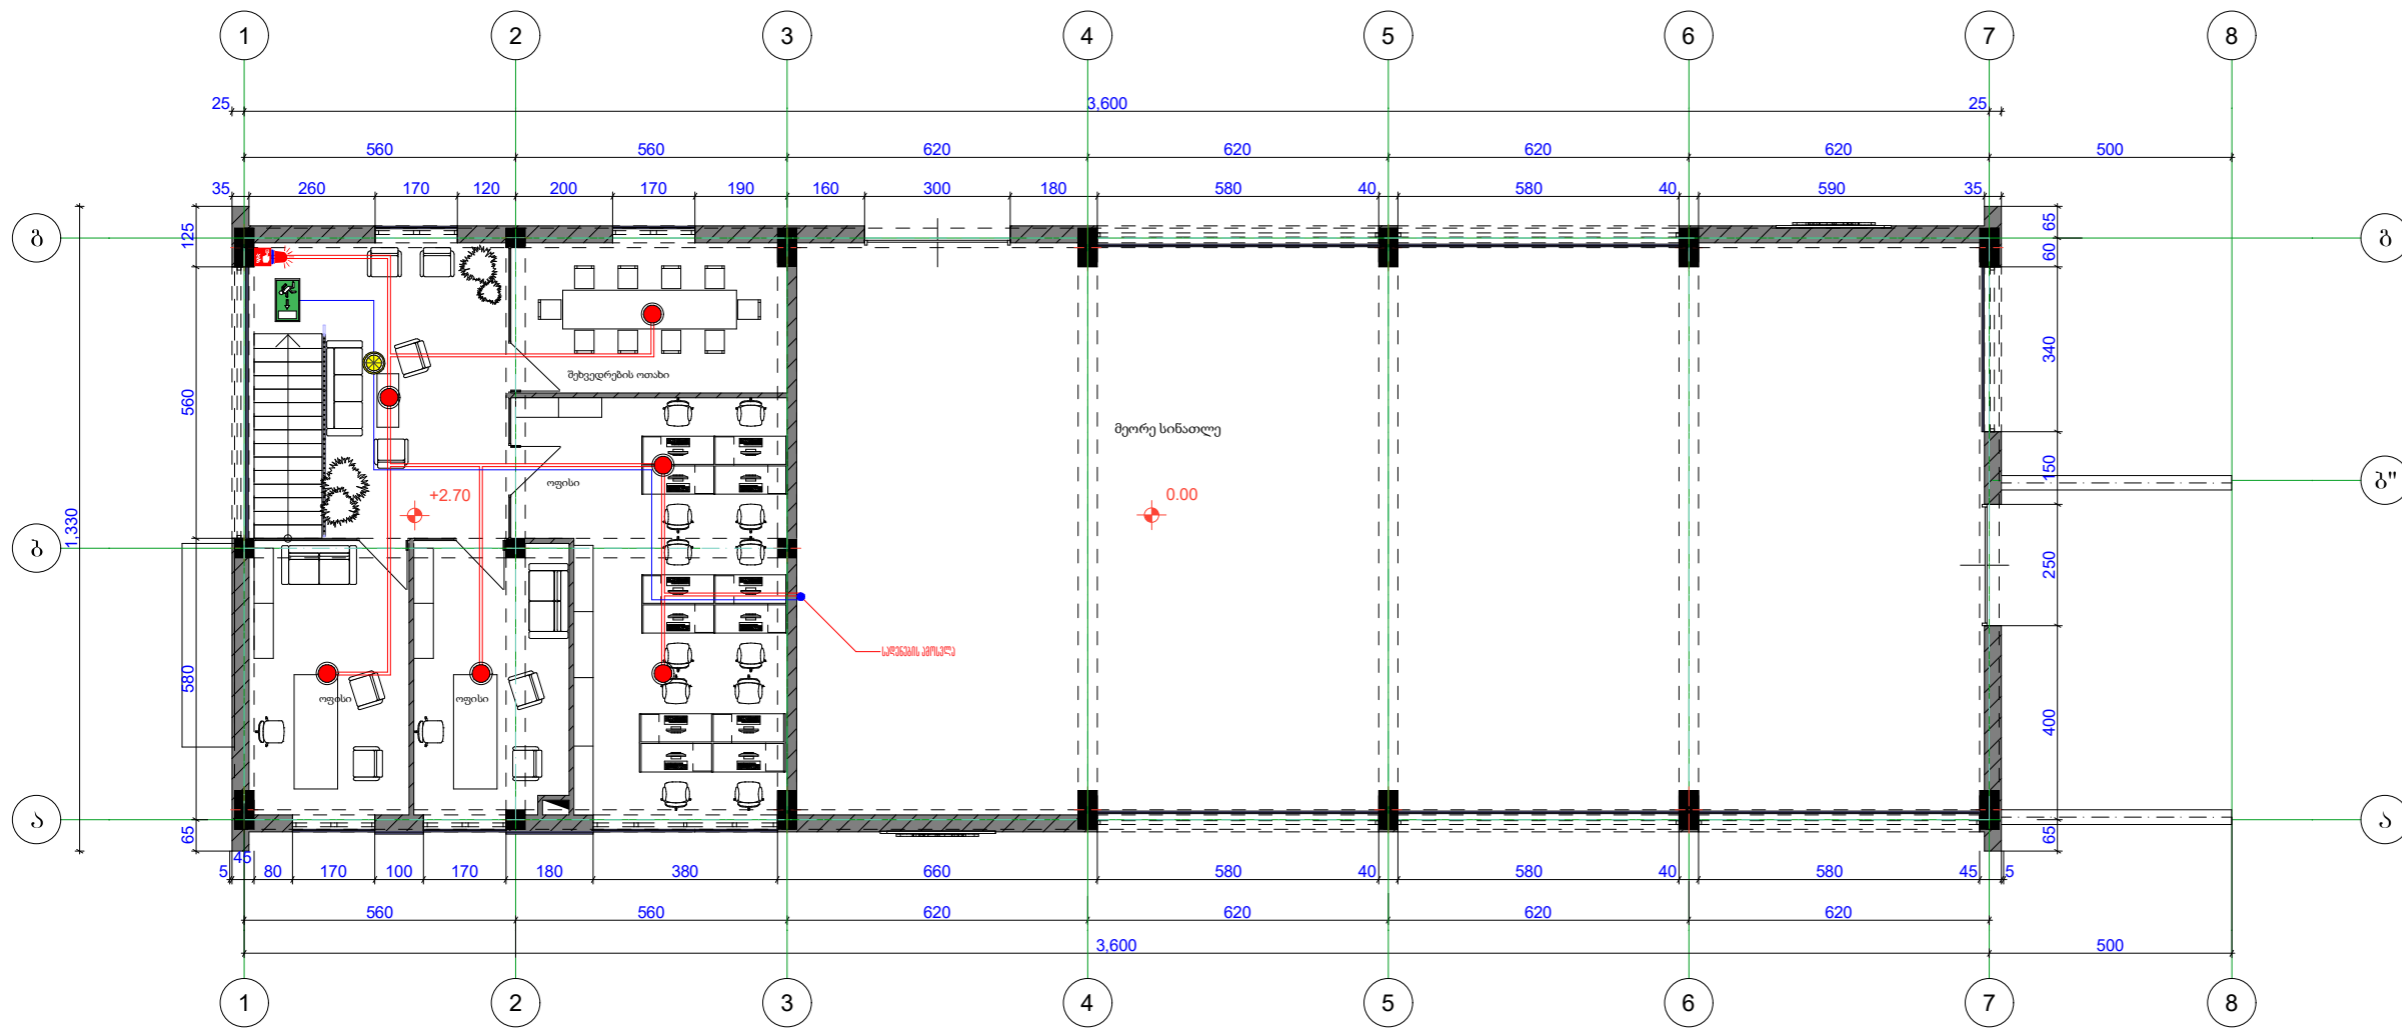 1 2 3 4 5 6 7 8
25 3,600 25
560 560 620 620 620 620 500
35 260 170 120 200 170 190 160 300 180 580 40 580 40 590 35
გ 125 65 გ
60
შეხვედრების ოთახი
340
560
მეორე სინათლე
ოფისი
+2.70 0.00
150 ბ"
1,330
ბ
250
580
ოფისი ოფისი
400
ა 65 65 ა
5 45 80 170 100 170 180 380 660 580 40 580 40 580 45 5
560 560 620 620 620 620
3,600 500
1 2 3 4 5 6 7 8